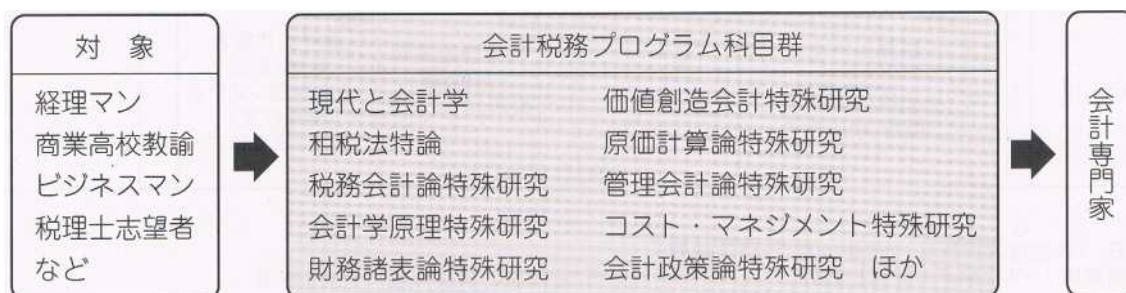 対 象
経理マン
商業高校教諭
ビジネスマン
税理士志望者
など
会計税務プログラム科目群
現代と会計学
租税法特論
税務会計論特殊研究
会計学原理特殊研究
財務諸表論特殊研究
価値創造会計特殊研究
原価計算論特殊研究
管理会計論特殊研究
コスト・マネジメント特殊研究
会計政策論特殊研究 ほか
会計専門家